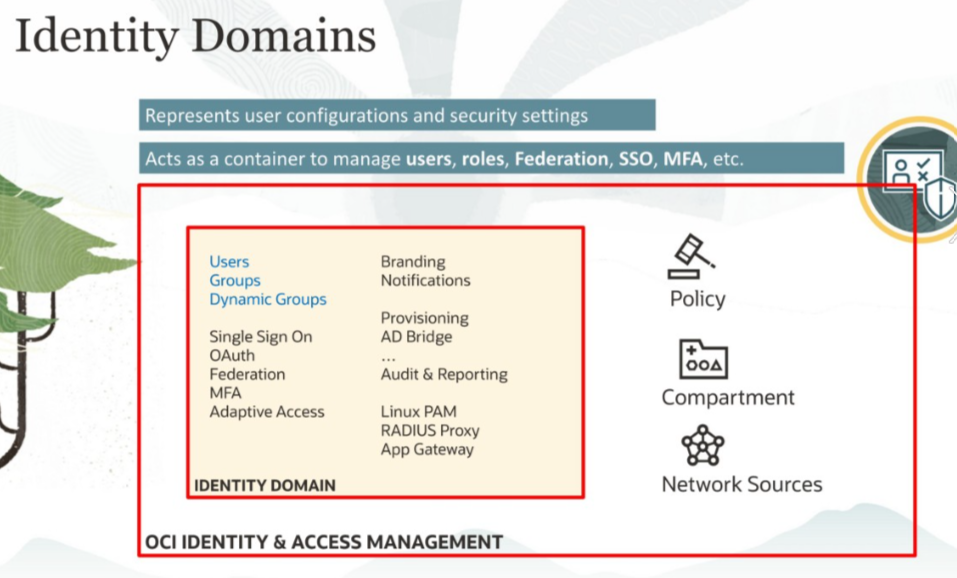 Identity Domains
Represents user configurations and security settings
Acts as a container to manage users, roles, Federation, SSO, MFA, etc.
Users
Groups
Dynamic Groups
Single Sign On
OAuth
Federation
MFA
Adaptive Access
Branding
Notifications
Provisioning
AD Bridge
...
Audit & Reporting
Linux PAM
RADIUS Proxy
App Gateway
IDENTITY DOMAIN
Policy
Compartment
Network Sources
OCI IDENTITY & ACCESS MANAGEMENT